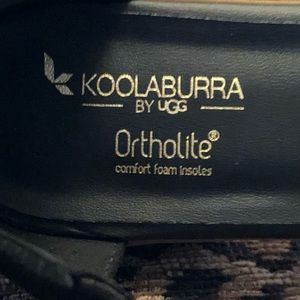 KOOLABURRA
BY UGG
Ortholite®
comfort foam insoles